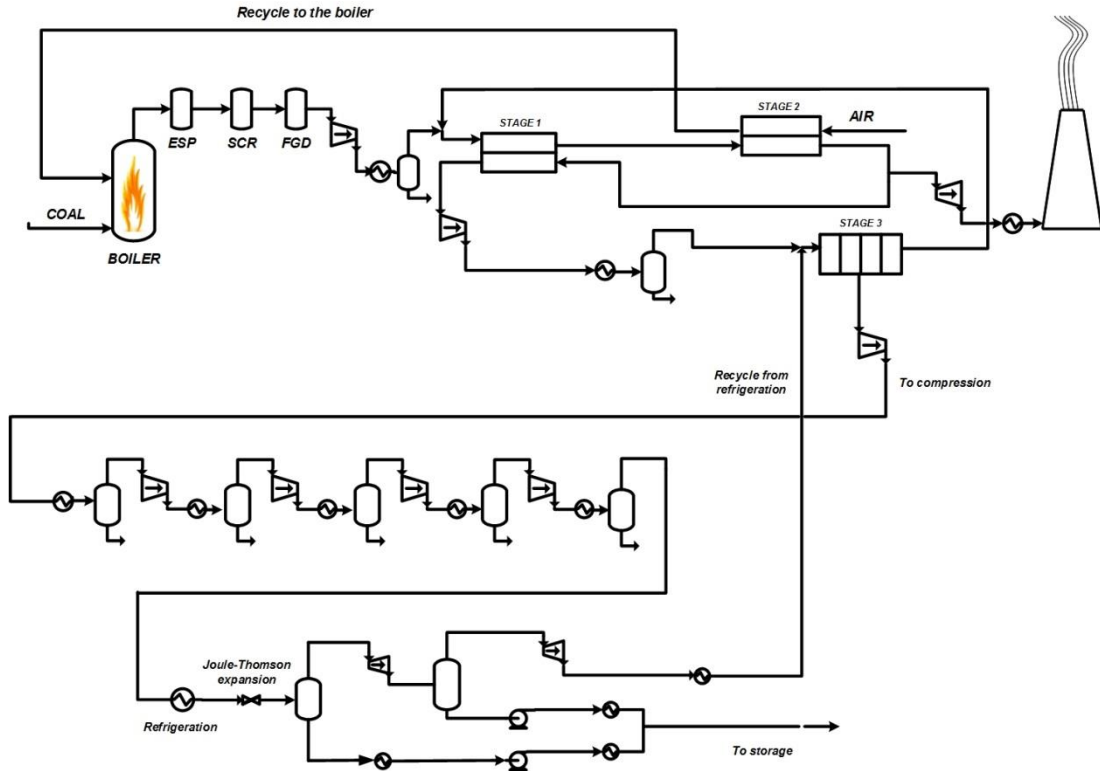 Recycle to the boiler
STAGE 1
STAGE 2
AIR
ESP
SCR
FGD
COAL
BOILER
STAGE 3
Recycle from
refrigeration
To compression
Joule-Thomson
expansion
Refrigeration
To storage